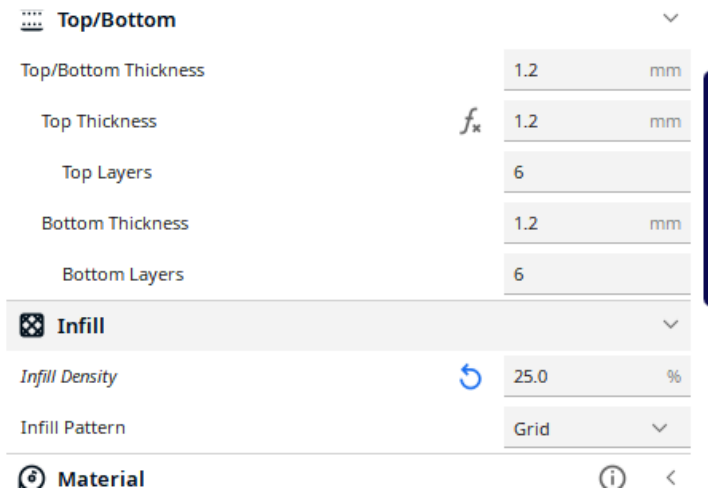 Top/Bottom
Top/Bottom Thickness 1.2 mm
Top Thickness fx 1.2 mm
Top Layers 6
Bottom Thickness 1.2 mm
Bottom Layers 6
Infill
Infill Density 25.0 %
Infill Pattern Grid
Material